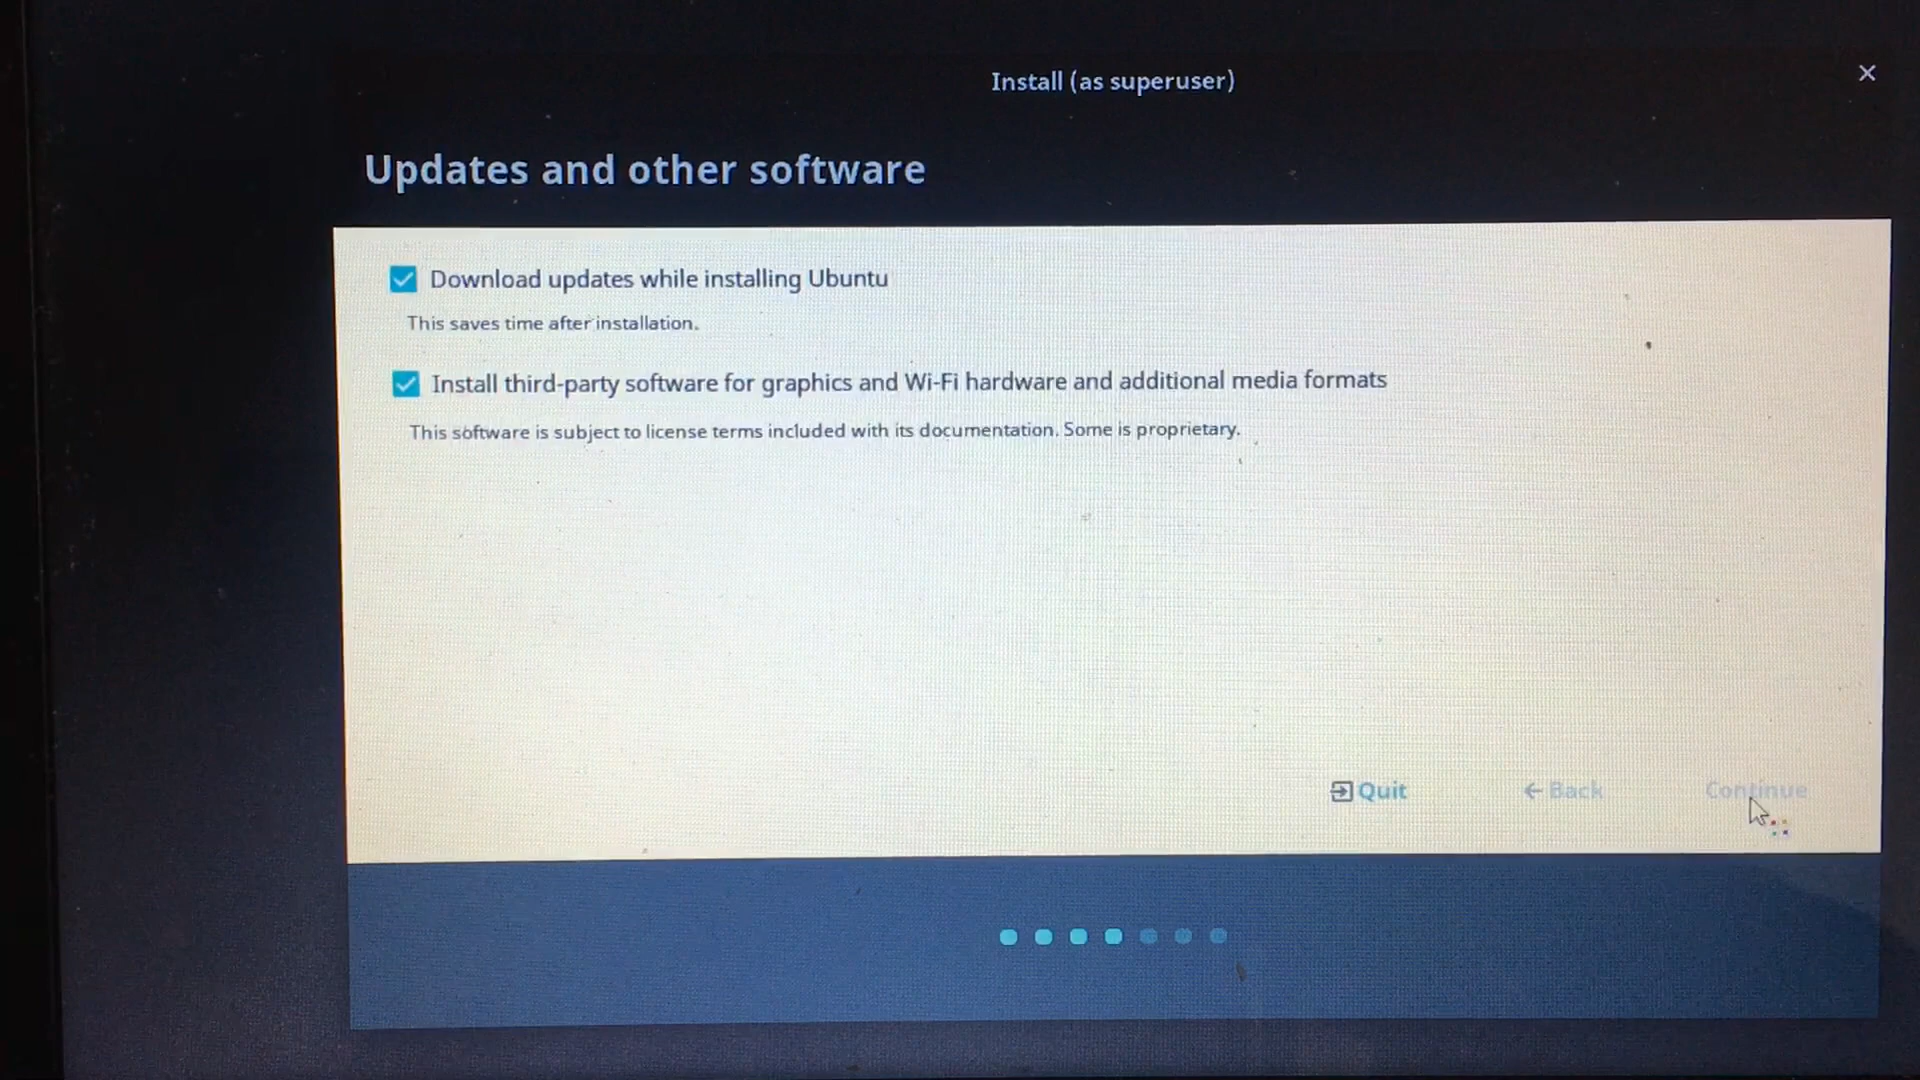 Install (as superuser)
Updates and other software
Download updates while installing Ubuntu
This saves time after installation.
Install third-party software for graphics and Wi-Fi hardware and additional media formats
This software is subject to license terms included with its documentation. Some is proprietary.
Quit
Back
Continue